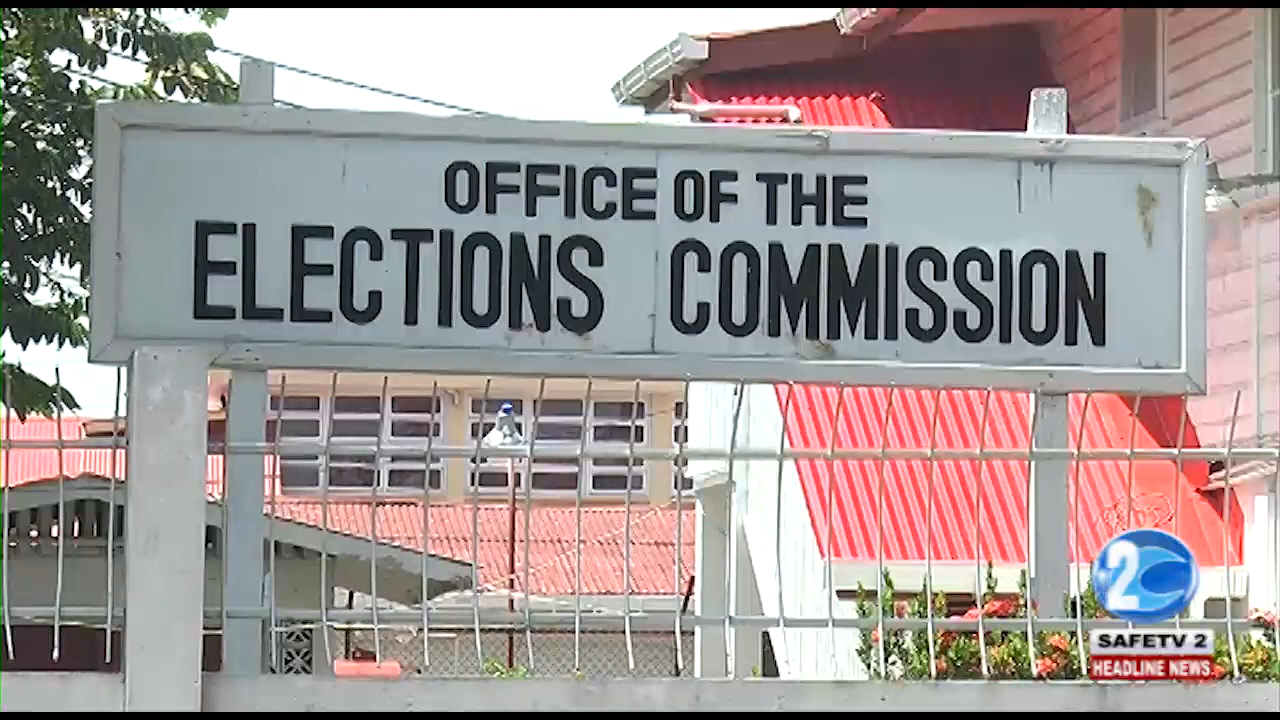 OFFICE OF THE
ELECTIONS COMMISSION
2
SAFETV 2
HEADLINE NEWS